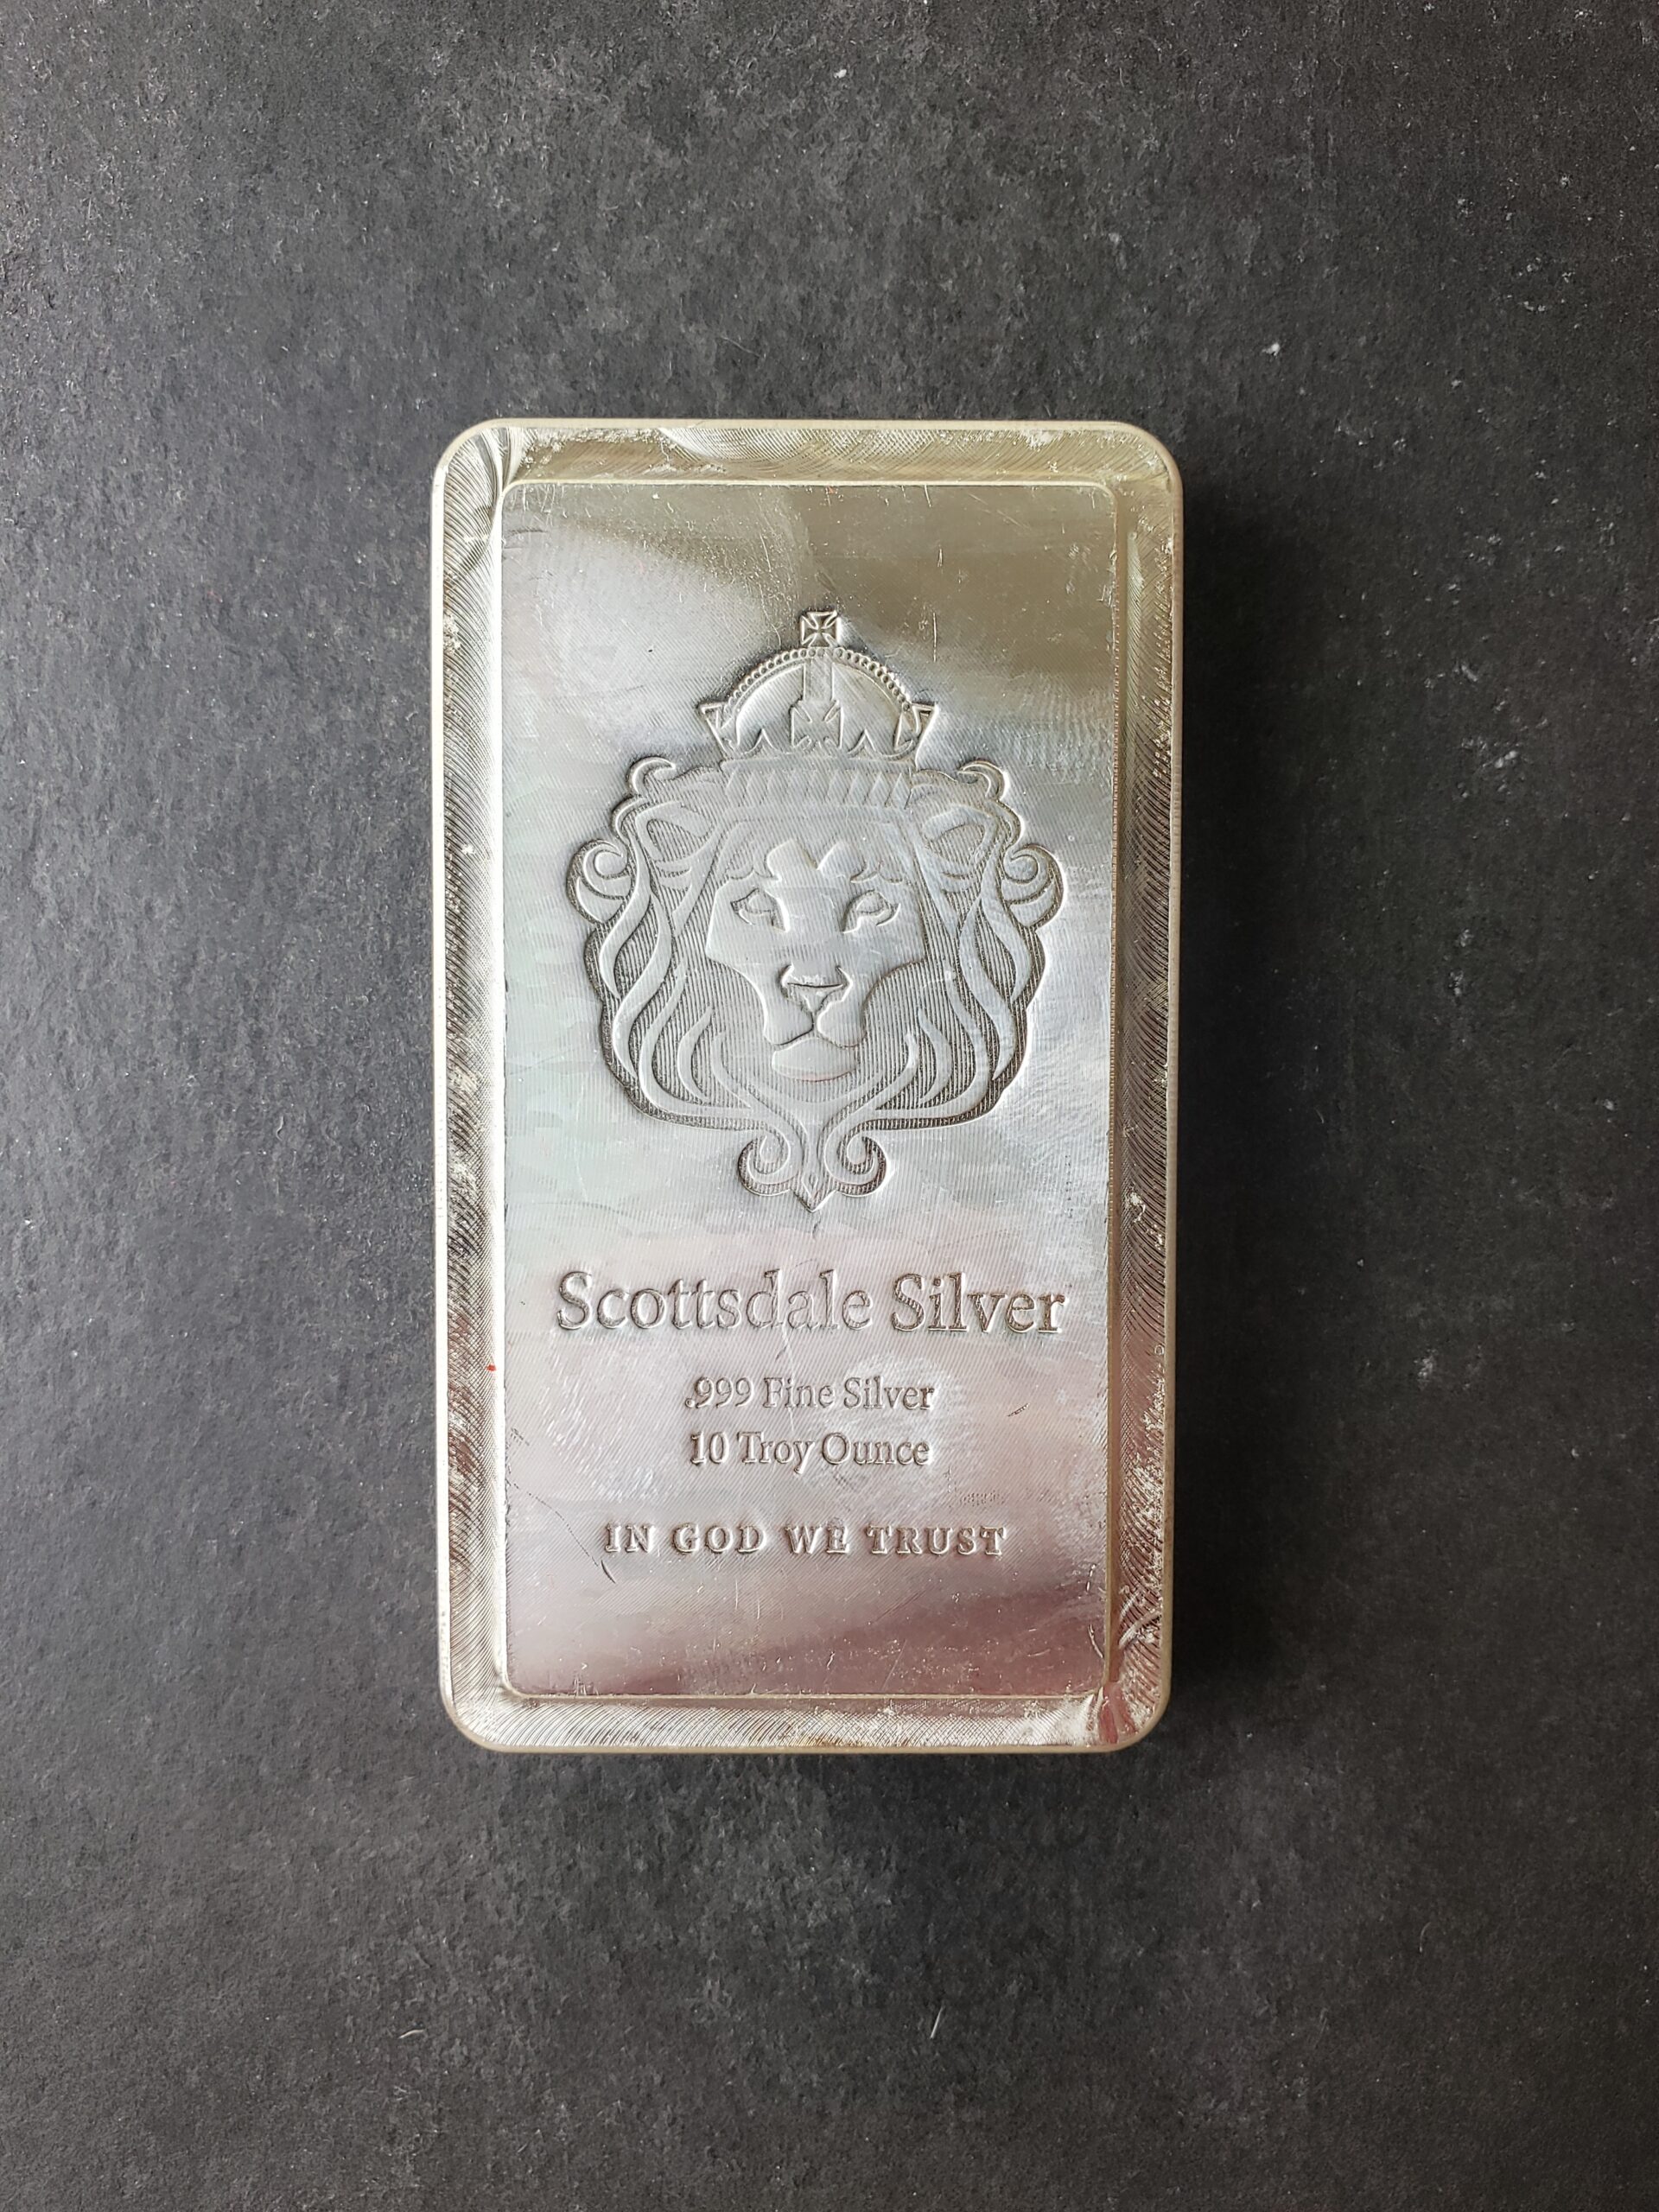 Scottsdale Silver
.999 Fine Silver
10 Troy Ounce
IN GOD WE TRUST